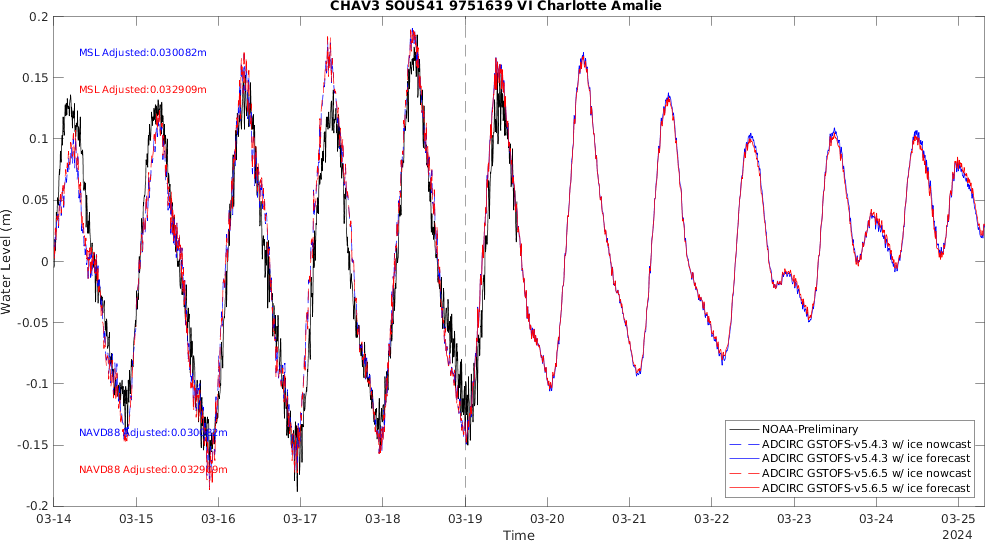 CHAV3 SOUS41 9751639 VI Charlotte Amalie
0.2
0.15
0.1
0.05
0
-0.05
-0.1
-0.15
-0.2
Water Level (m)
MSL Adjusted:0.030082m
MSL Adjusted:0.032909m
NAVD88 Adjusted:0.030082m
NAVD88 Adjusted:0.032909m
NOAA-Preliminary
ADCIRC GSTOFS-v5.4.3 w/ ice nowcast
ADCIRC GSTOFS-v5.4.3 w/ ice forecast
ADCIRC GSTOFS-v5.6.5 w/ ice nowcast
ADCIRC GSTOFS-v5.6.5 w/ ice forecast
03-14 03-15 03-16 03-17 03-18 03-19 03-20 03-21 03-22 03-23 03-24 03-25
Time
2024